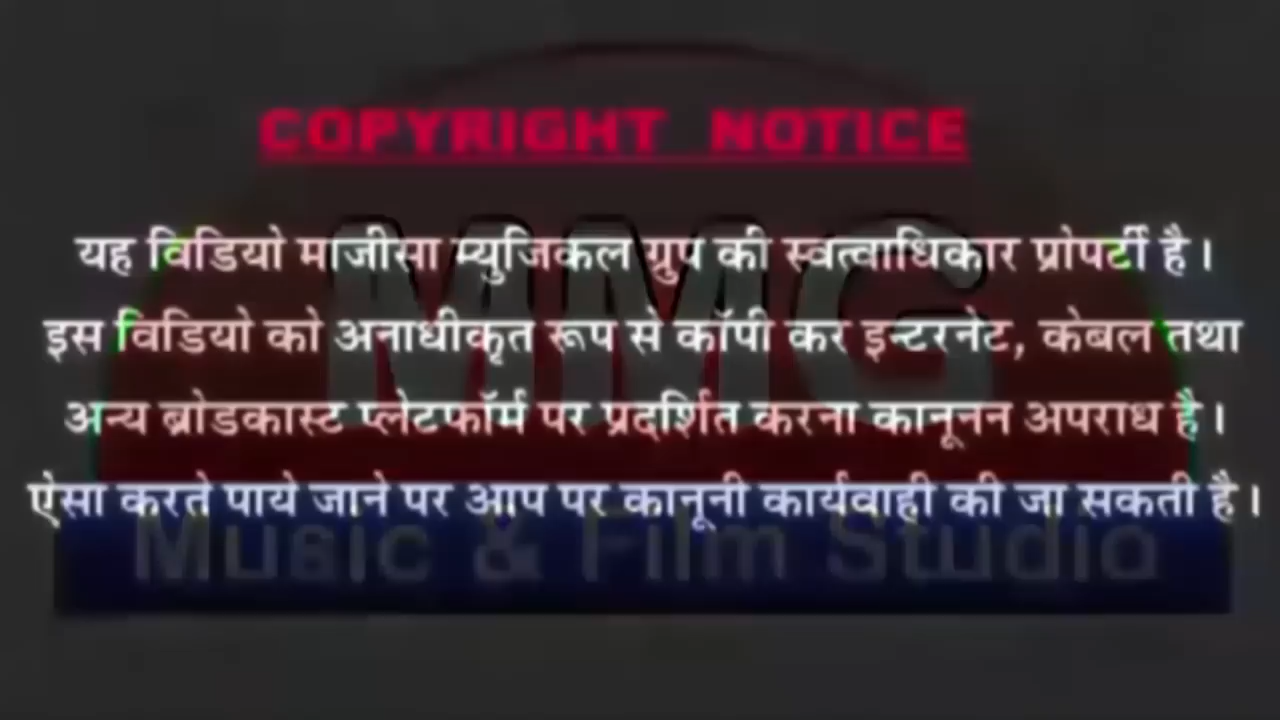 COPYRIGHT NOTICE
MMG
यह विडियो माजीसा म्युजिकल ग्रुप की स्वत्वाधिकार प्रोपर्टी है।
इस विडियो को अनाधीकृत रूप से कॉपी कर इन्टरनेट, केबल तथा
अन्य ब्रोडकास्ट प्लेटफॉर्म पर प्रदर्शित करना कानूनन अपराध है।
ऐसा करते पाये जाने पर आप पर कानूनी कार्यवाही की जा सकती है।
Music & Film Studio